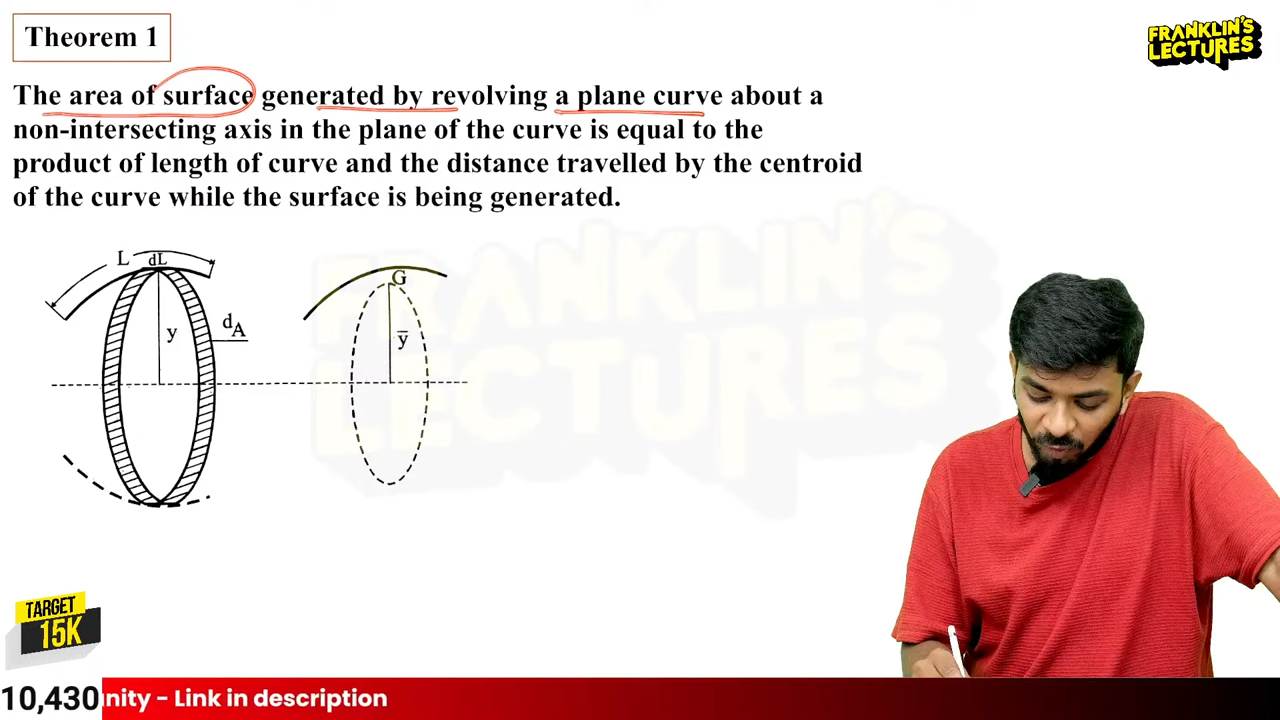 Theorem 1
FRANKLIN'S
LECTURES
The area of surface generated by revolving a plane curve about a
non-intersecting axis in the plane of the curve is equal to the
product of length of curve and the distance travelled by the centroid
of the curve while the surface is being generated.
FRANKLIN'S
LECTURES
L dL
y
dA
G
y̅
TARGET
15K
10,430
nity - Link in description